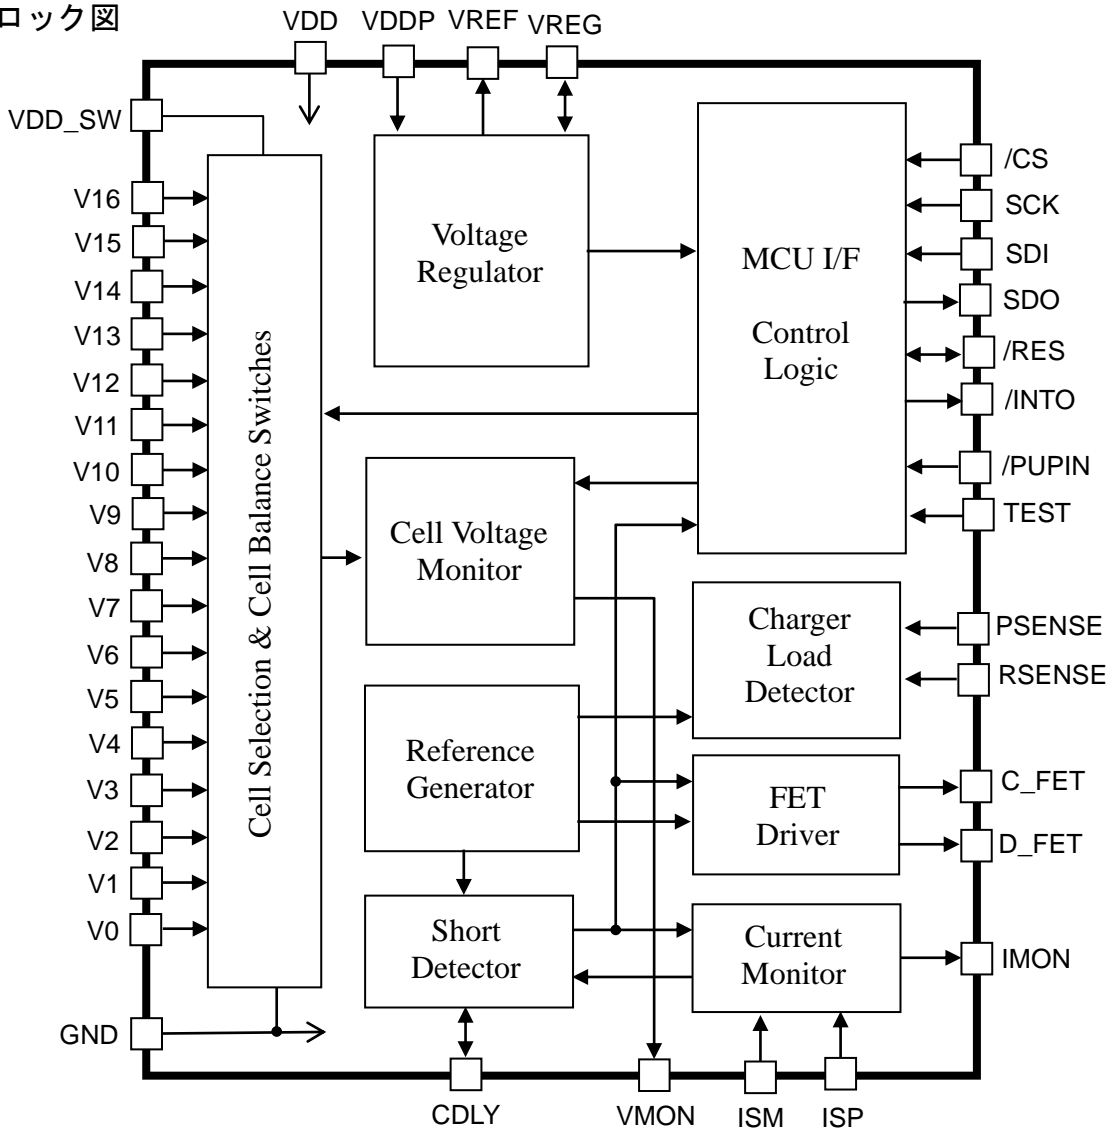 ロック図
VDD VDDP VREF VREG
VDD_SW
V16
V15
V14
V13
V12
V11
V10
V9
V8
V7
V6
V5
V4
V3
V2
V1
V0
GND
Cell Selection & Cell Balance Switches
Voltage
Regulator
MCU I/F
Control
Logic
Cell Voltage
Monitor
Charger
Load
Detector
Reference
Generator
FET
Driver
Short
Detector
Current
Monitor
/CS
SCK
SDI
SDO
/RES
/INTO
/PUPIN
TEST
PSENSE
RSENSE
C_FET
D_FET
IMON
CDLY VMON ISM ISP